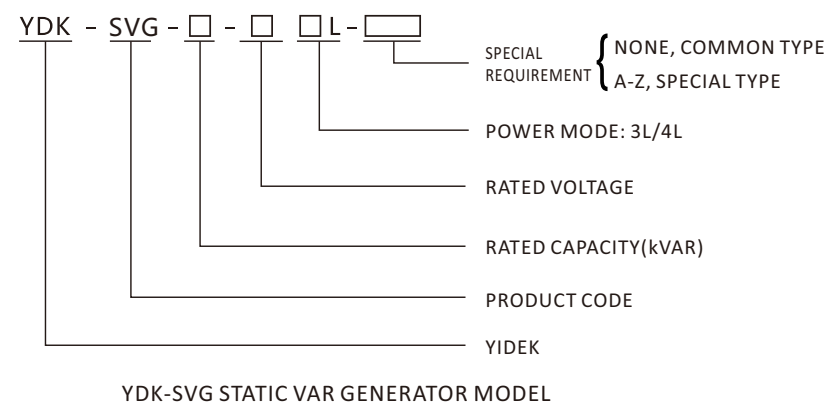 YDK - SVG - □ - □ □ L - □
SPECIAL REQUIREMENT { NONE, COMMON TYPE
A-Z, SPECIAL TYPE
POWER MODE: 3L/4L
RATED VOLTAGE
RATED CAPACITY(kVAR)
PRODUCT CODE
YIDEK
YDK-SVG STATIC VAR GENERATOR MODEL